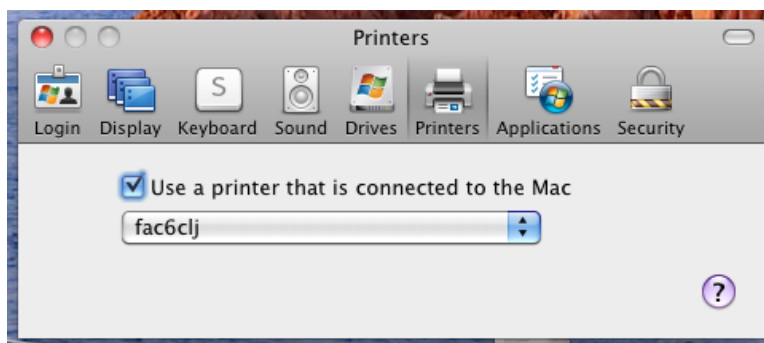 Printers
S
Login Display Keyboard Sound Drives Printers Applications Security
Use a printer that is connected to the Mac
fac6clj
?